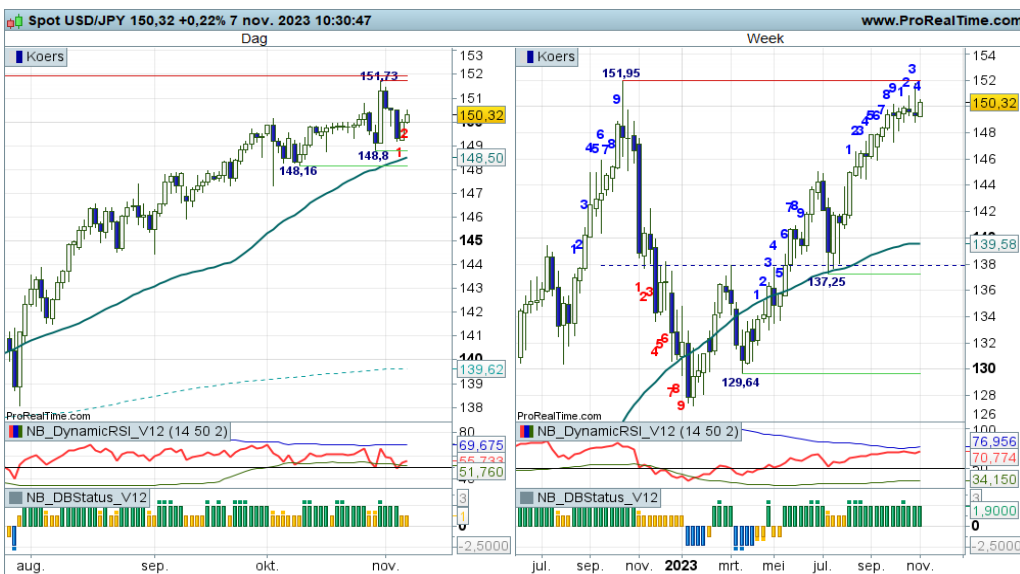 Spot USD/JPY 150,32 +0,22% 7 nov. 2023 10:30:47
www.ProRealTime.com
Dag
Week
Koers
153
152
151
150,32
149
148,50
148
147
146
145
144
143
142
141
140
139,62
139
138
151,73
148,8
148,16
1
2
ProRealTime.com
Koers
154
152
150,32
148
146
144
142
139,58
138
136
134
132
130
128
126
151,95
137,25
129,64
ProRealTime.com
NB_DynamicRSI_V12 (14 50 2)
80
69,675
55,733
51,760
NB_DynamicRSI_V12 (14 50 2)
100
76,956
70,774
34,150
NB_DBStatus_V12
3
1
0
-2,5000
NB_DBStatus_V12
3
1,9000
0
-2,5000
aug.
sep.
okt.
nov.
jul.
sep.
nov.
2023
mrt.
mei
jul.
sep.
nov.